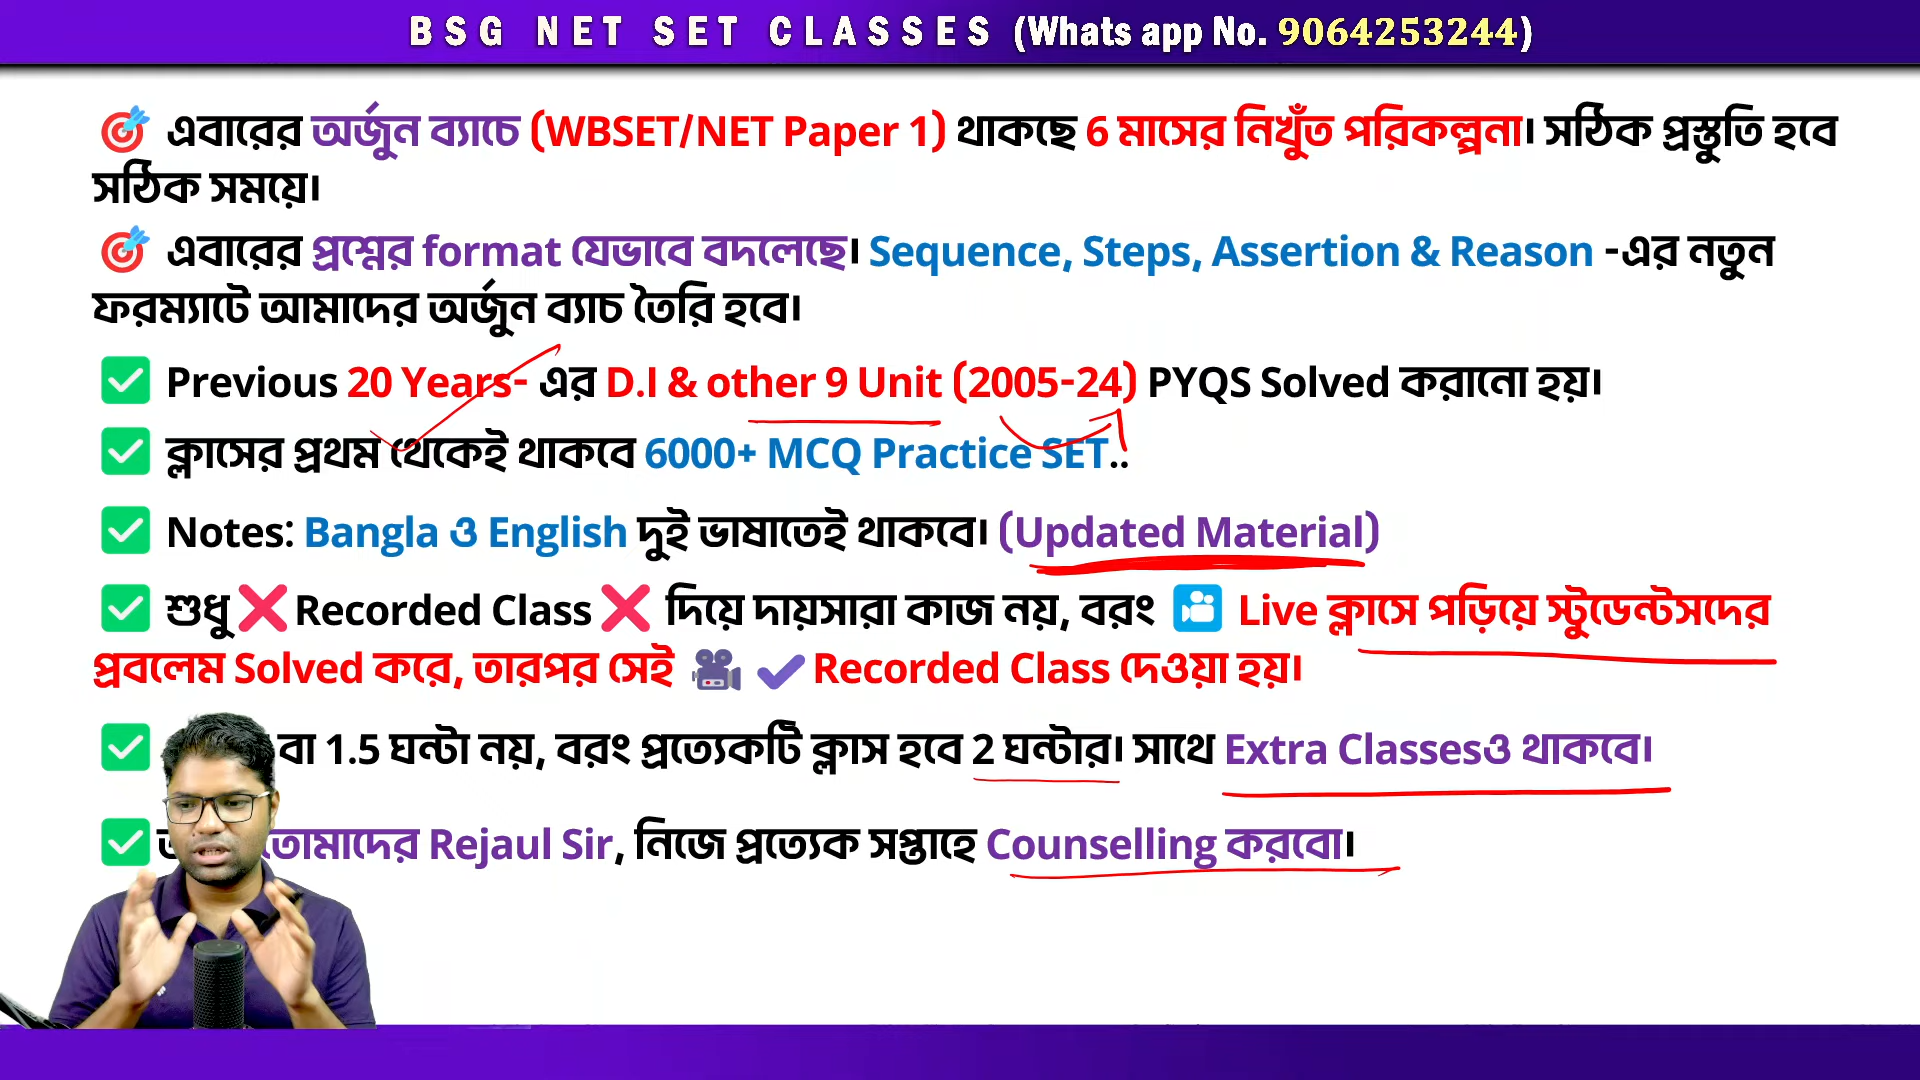 BSG NET SET CLASSES (Whats app No. 9064253244)
এবারের অর্জুন ব্যাচে (WBSET/NET Paper 1) থাকছে 6 মাসের নিখুঁত পরিকল্পনা। সঠিক প্রস্তুতি হবে
সঠিক সময়ে।
এবারের প্রশ্নের format যেভাবে বদলেছে। Sequence, Steps, Assertion & Reason -এর নতুন
ফরম্যাটে আমাদের অর্জুন ব্যাচ তৈরি হবে।
Previous 20 Years- এর D.I & other 9 Unit (2005-24) PYQS Solved করানো হয়।
ক্লাসের প্রথম থেকেই থাকবে 6000+ MCQ Practice SET..
Notes: Bangla ও English দুই ভাষাতেই থাকবে। (Updated Material)
শুধু ❌ Recorded Class ❌ দিয়ে দায়সারা কাজ নয়, বরং Live ক্লাসে পড়িয়ে স্টুডেন্টসদের
প্রবলেম Solved করে, তারপর সেই Recorded Class দেওয়া হয়।
বা 1.5 ঘন্টা নয়, বরং প্রত্যেকটি ক্লাস হবে 2 ঘন্টার। সাথে Extra Classesও থাকবে।
তোমাদের Rejaul Sir, নিজে প্রত্যেক সপ্তাহে Counselling করবো।